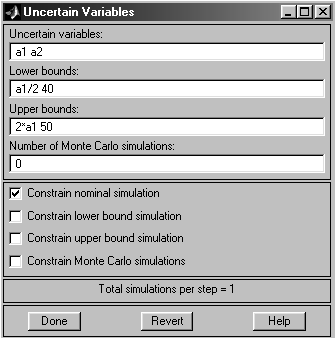 Uncertain Variables
Uncertain variables:
a1 a2
Lower bounds:
a1/2 40
Upper bounds:
2*a1 50
Number of Monte Carlo simulations:
0
Constrain nominal simulation
Constrain lower bound simulation
Constrain upper bound simulation
Constrain Monte Carlo simulations
Total simulations per step = 1
Done Revert Help